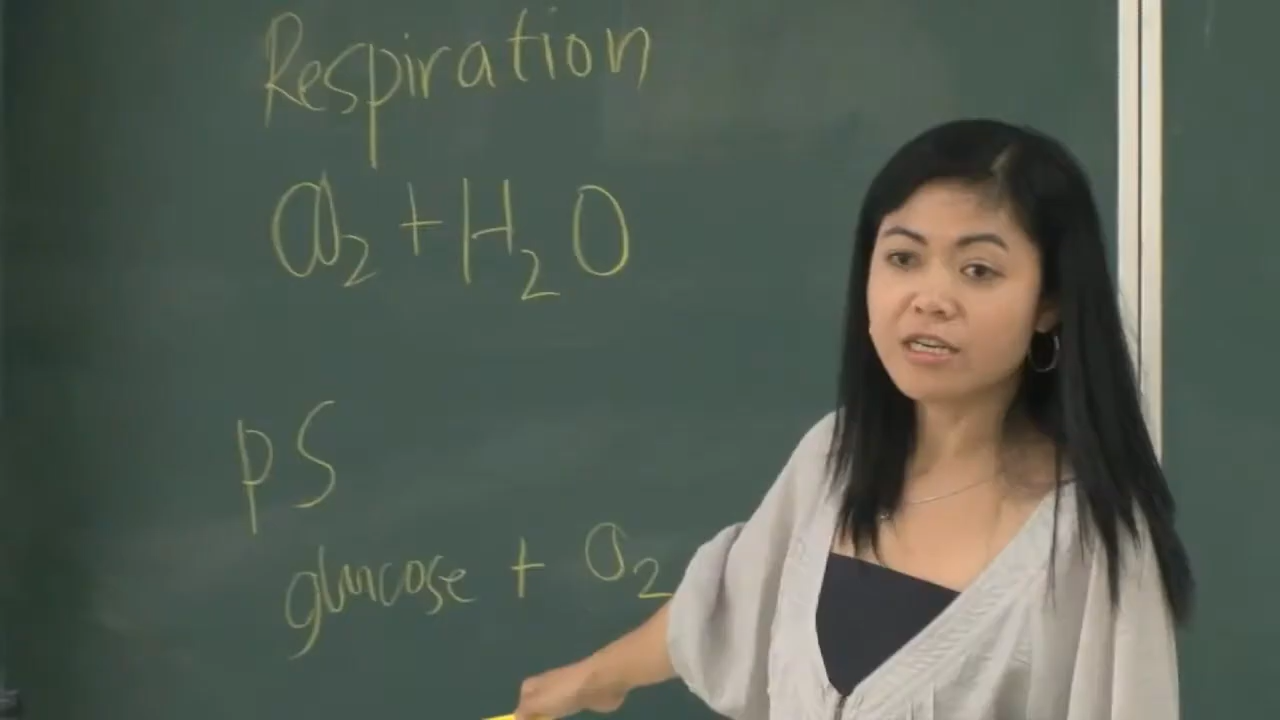 Respiration
CO₂ + H₂O
PS
glucose + O₂